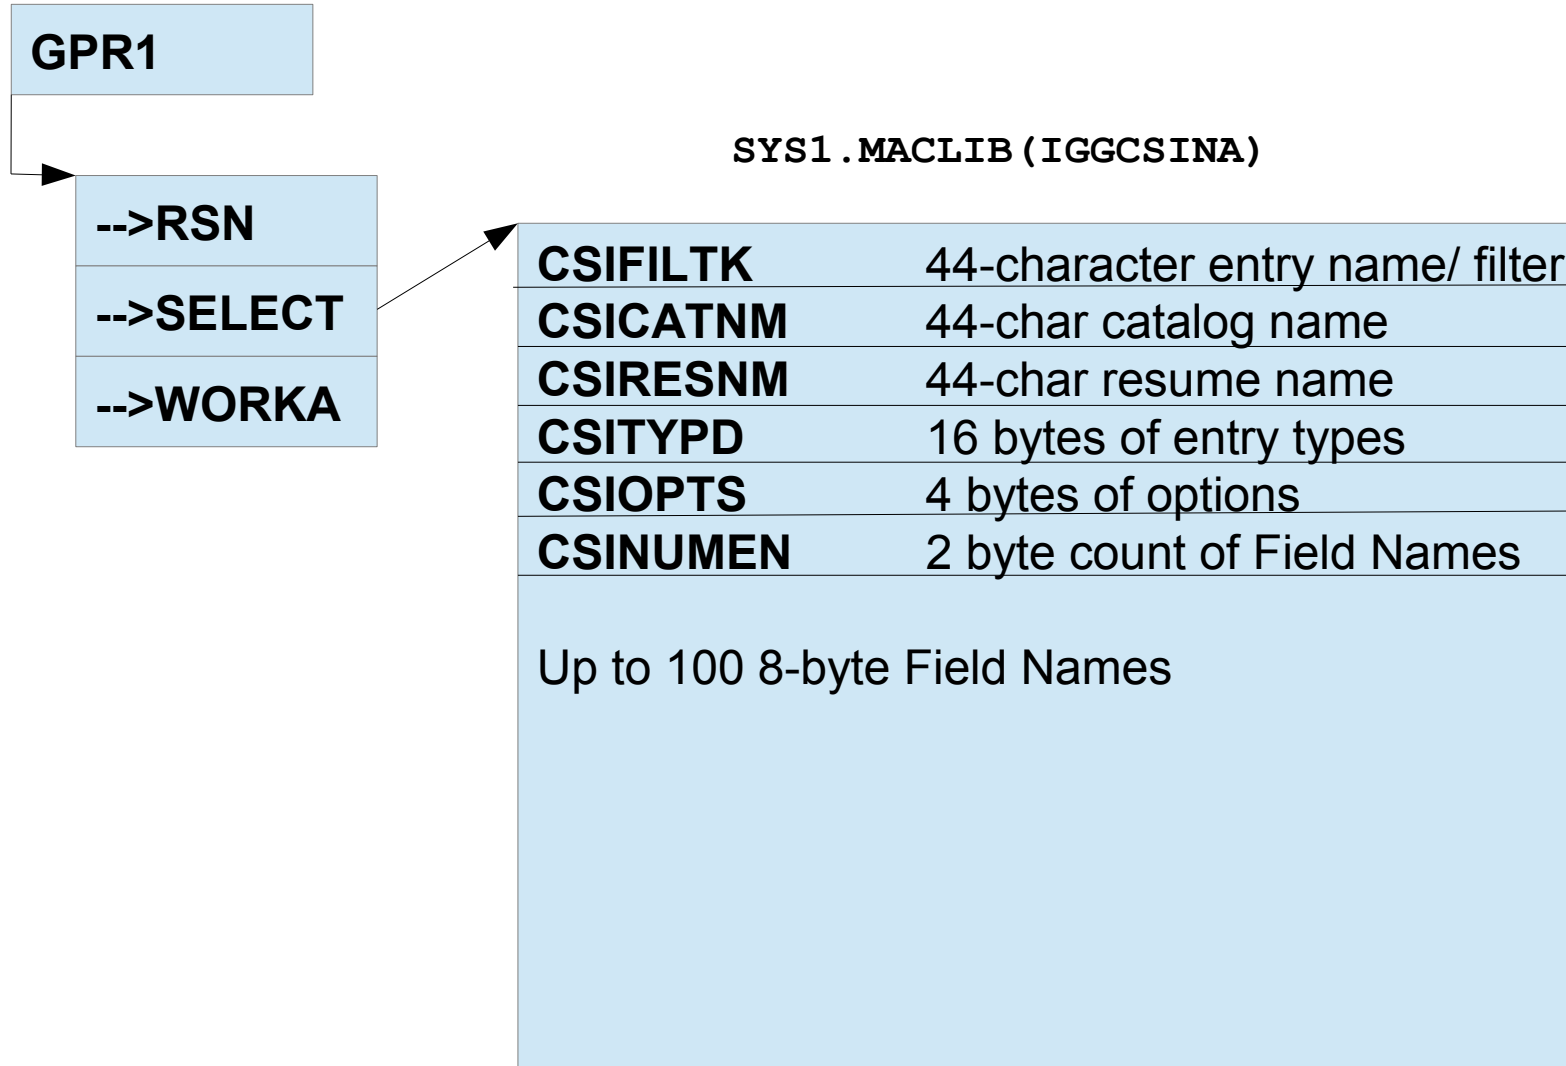 GPR1
SYS1.MACLIB(IGGCSINA)
-->RSN
-->SELECT
-->WORKA
CSIFILTK 44-character entry name/ filter
CSICATNM 44-char catalog name
CSIRESNM 44-char resume name
CSITYPD 16 bytes of entry types
CSIOPTS 4 bytes of options
CSINUMEN 2 byte count of Field Names
Up to 100 8-byte Field Names